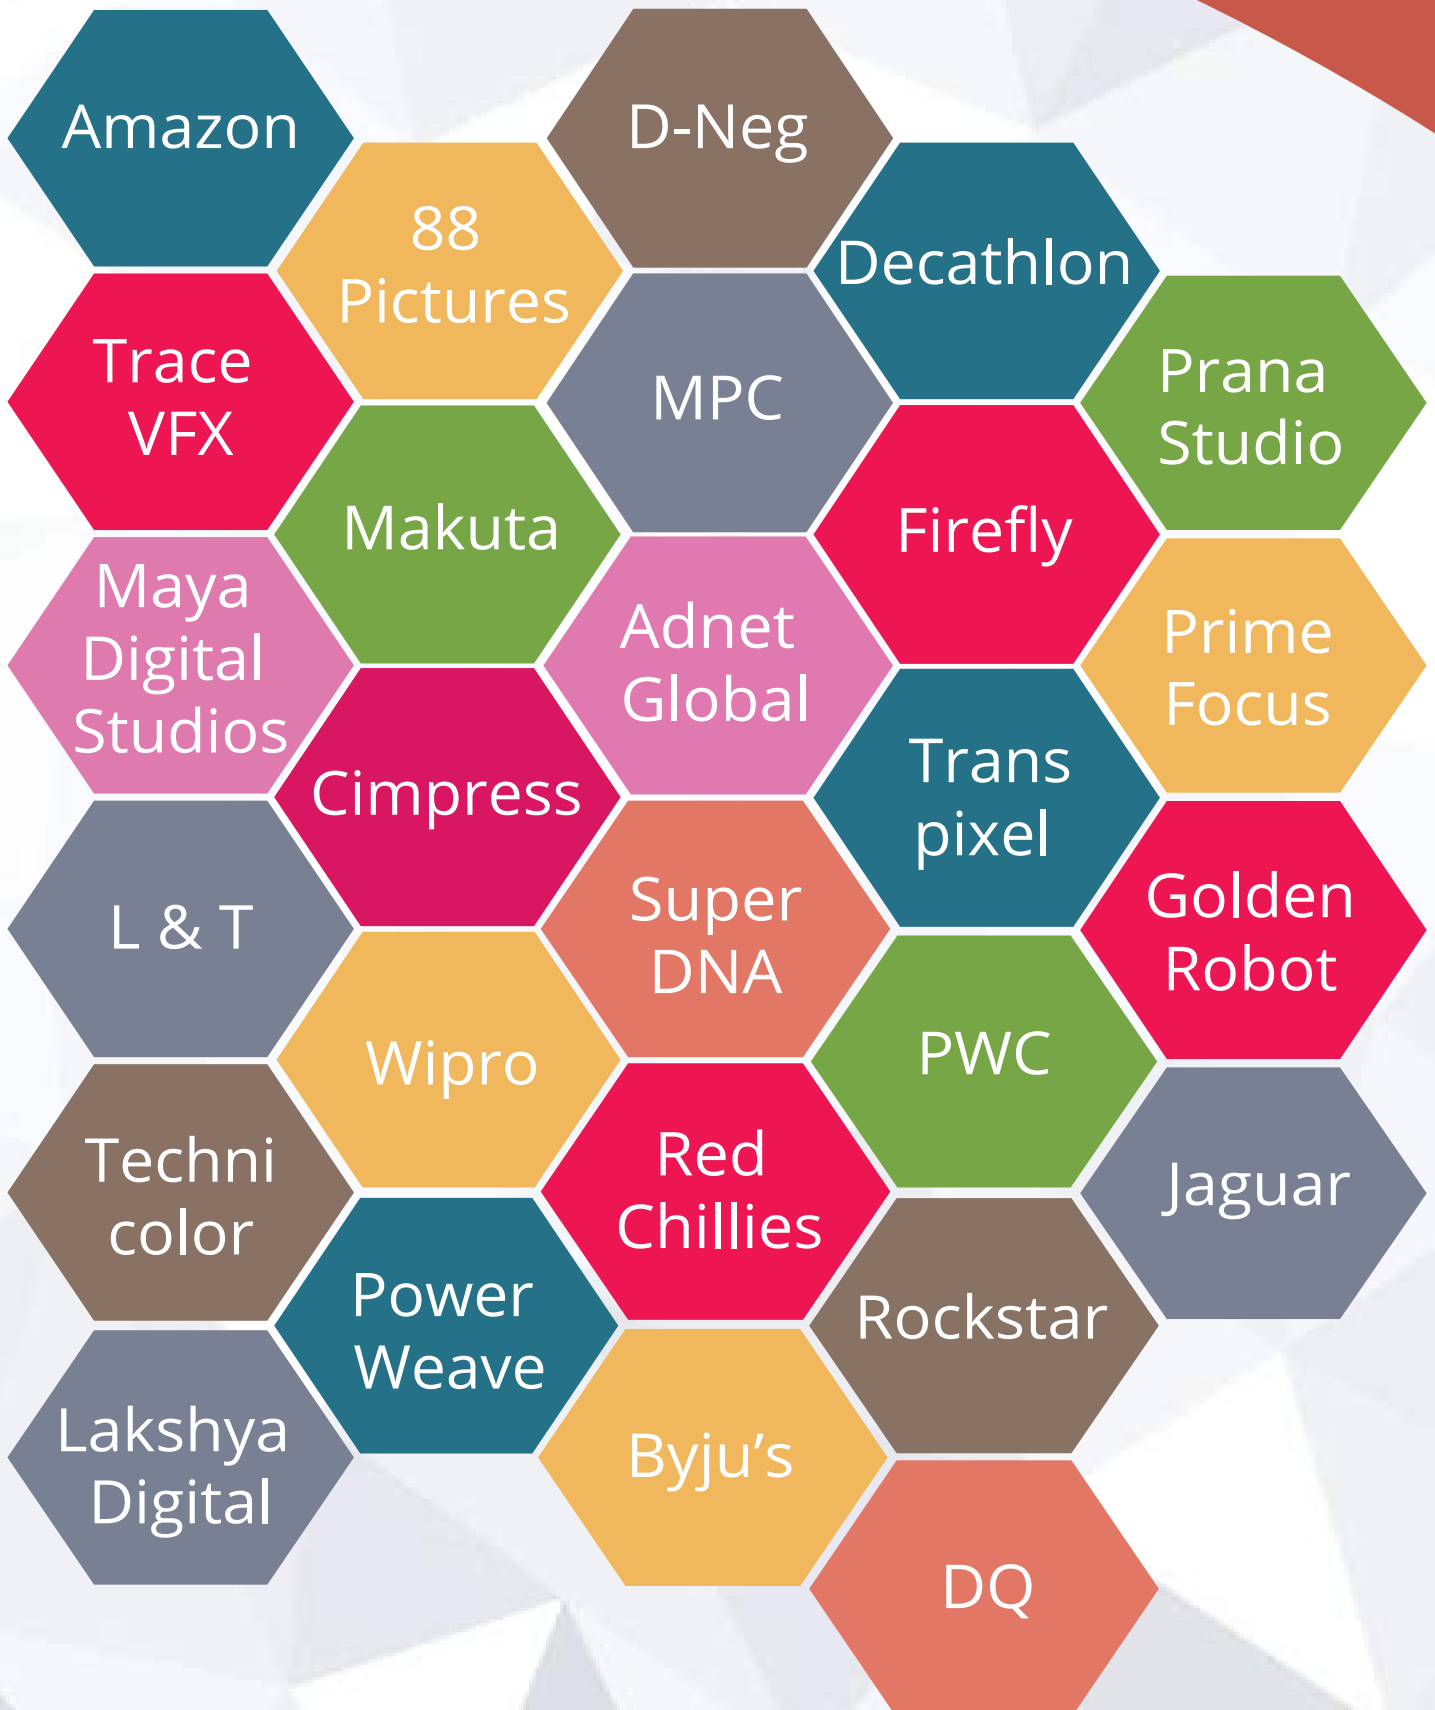 Amazon
D-Neg
88
Pictures
Decathlon
Trace
VFX
MPC
Prana
Studio
Makuta
Firefly
Maya
Digital
Studios
Adnet
Global
Prime
Focus
Cimpress
Trans
pixel
L & T
Super
DNA
Golden
Robot
Wipro
PWC
Techni
color
Red
Chillies
Jaguar
Power
Weave
Rockstar
Lakshya
Digital
Byju’s
DQ